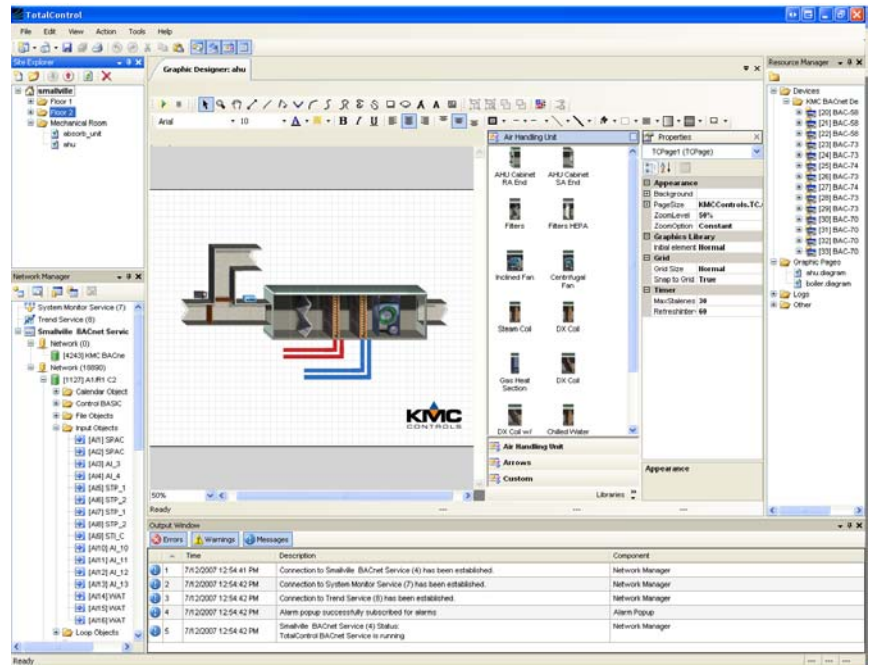 TotalControl
File Edit View Action Tools Help
Site Explorer
smallville
Floor 1
Floor 2
Mechanical Room
absorb_unit
ahu
Network Manager
System Monitor Service (7)
Trend Service (8)
Smallville BACnet Servic
Network (0)
[4243] KMC BACne
Network (10890)
[1127] A1/R1 C2
Calendar Object
Control BASIC
File Objects
Input Objects
[AI1] SPAC
[AI2] SPAC
[AI3] AI_3
[AI4] AI_4
[AI5] STP_1
[AI6] STP_2
[AI7] STP_1
[AI8] STP_2
[AI9] STI_C
[AI10] AI_10
[AI11] AI_11
[AI12] AI_12
[AI13] AI_13
[AI14] WAT
[AI15] WAT
[AI16] WAT
Loop Objects
Graphic Designer: ahu
Arial 10
KMC
CONTROLS
50%
Ready
Air Handling Unit
AHU Cabinet RA End
AHU Cabinet SA End
Filters
Filters HEPA
Inclined Fan
Centrifugal Fan
Steam Coil
DX Coil
Gas Heat Section
DX Coil
DX Coil w/
Chilled Water
Air Handling Unit
Arrows
Custom
Libraries
Properties
TCPage1 (TCPage)
Appearance
Background
PageSize KMCControls.TC.
ZoomLevel 50%
ZoomOption Constant
Graphics Library
Initial element Normal
Grid
Grid Size Normal
Snap to Grid True
Timer
MaxStalenes 30
RefreshInter 60
Appearance
Resource Manager
Devices
KMC BACnet De
[20] BAC-58
[21] BAC-58
[22] BAC-58
[23] BAC-73
[24] BAC-73
[25] BAC-74
[26] BAC-73
[27] BAC-74
[28] BAC-73
[29] BAC-73
[30] BAC-70
[31] BAC-70
[32] BAC-70
[33] BAC-70
Graphic Pages
ahu.diagram
boiler.diagram
Logs
Other
Output Window
Errors Warnings Messages
Time Description Component
1 7/12/2007 12:54:41 PM Connection to Smallville BACnet Service (4) has been established. Network Manager
2 7/12/2007 12:54:42 PM Connection to System Monitor Service (7) has been established. Network Manager
3 7/12/2007 12:54:42 PM Connection to Trend Service (8) has been established. Network Manager
4 7/12/2007 12:54:42 PM Alarm popup successfully subscribed for alarms Alarm Popup
5 7/12/2007 12:54:42 PM Smallville BACnet Service (4) Status: Network Manager
TotalControl BACnet Service is running
Ready